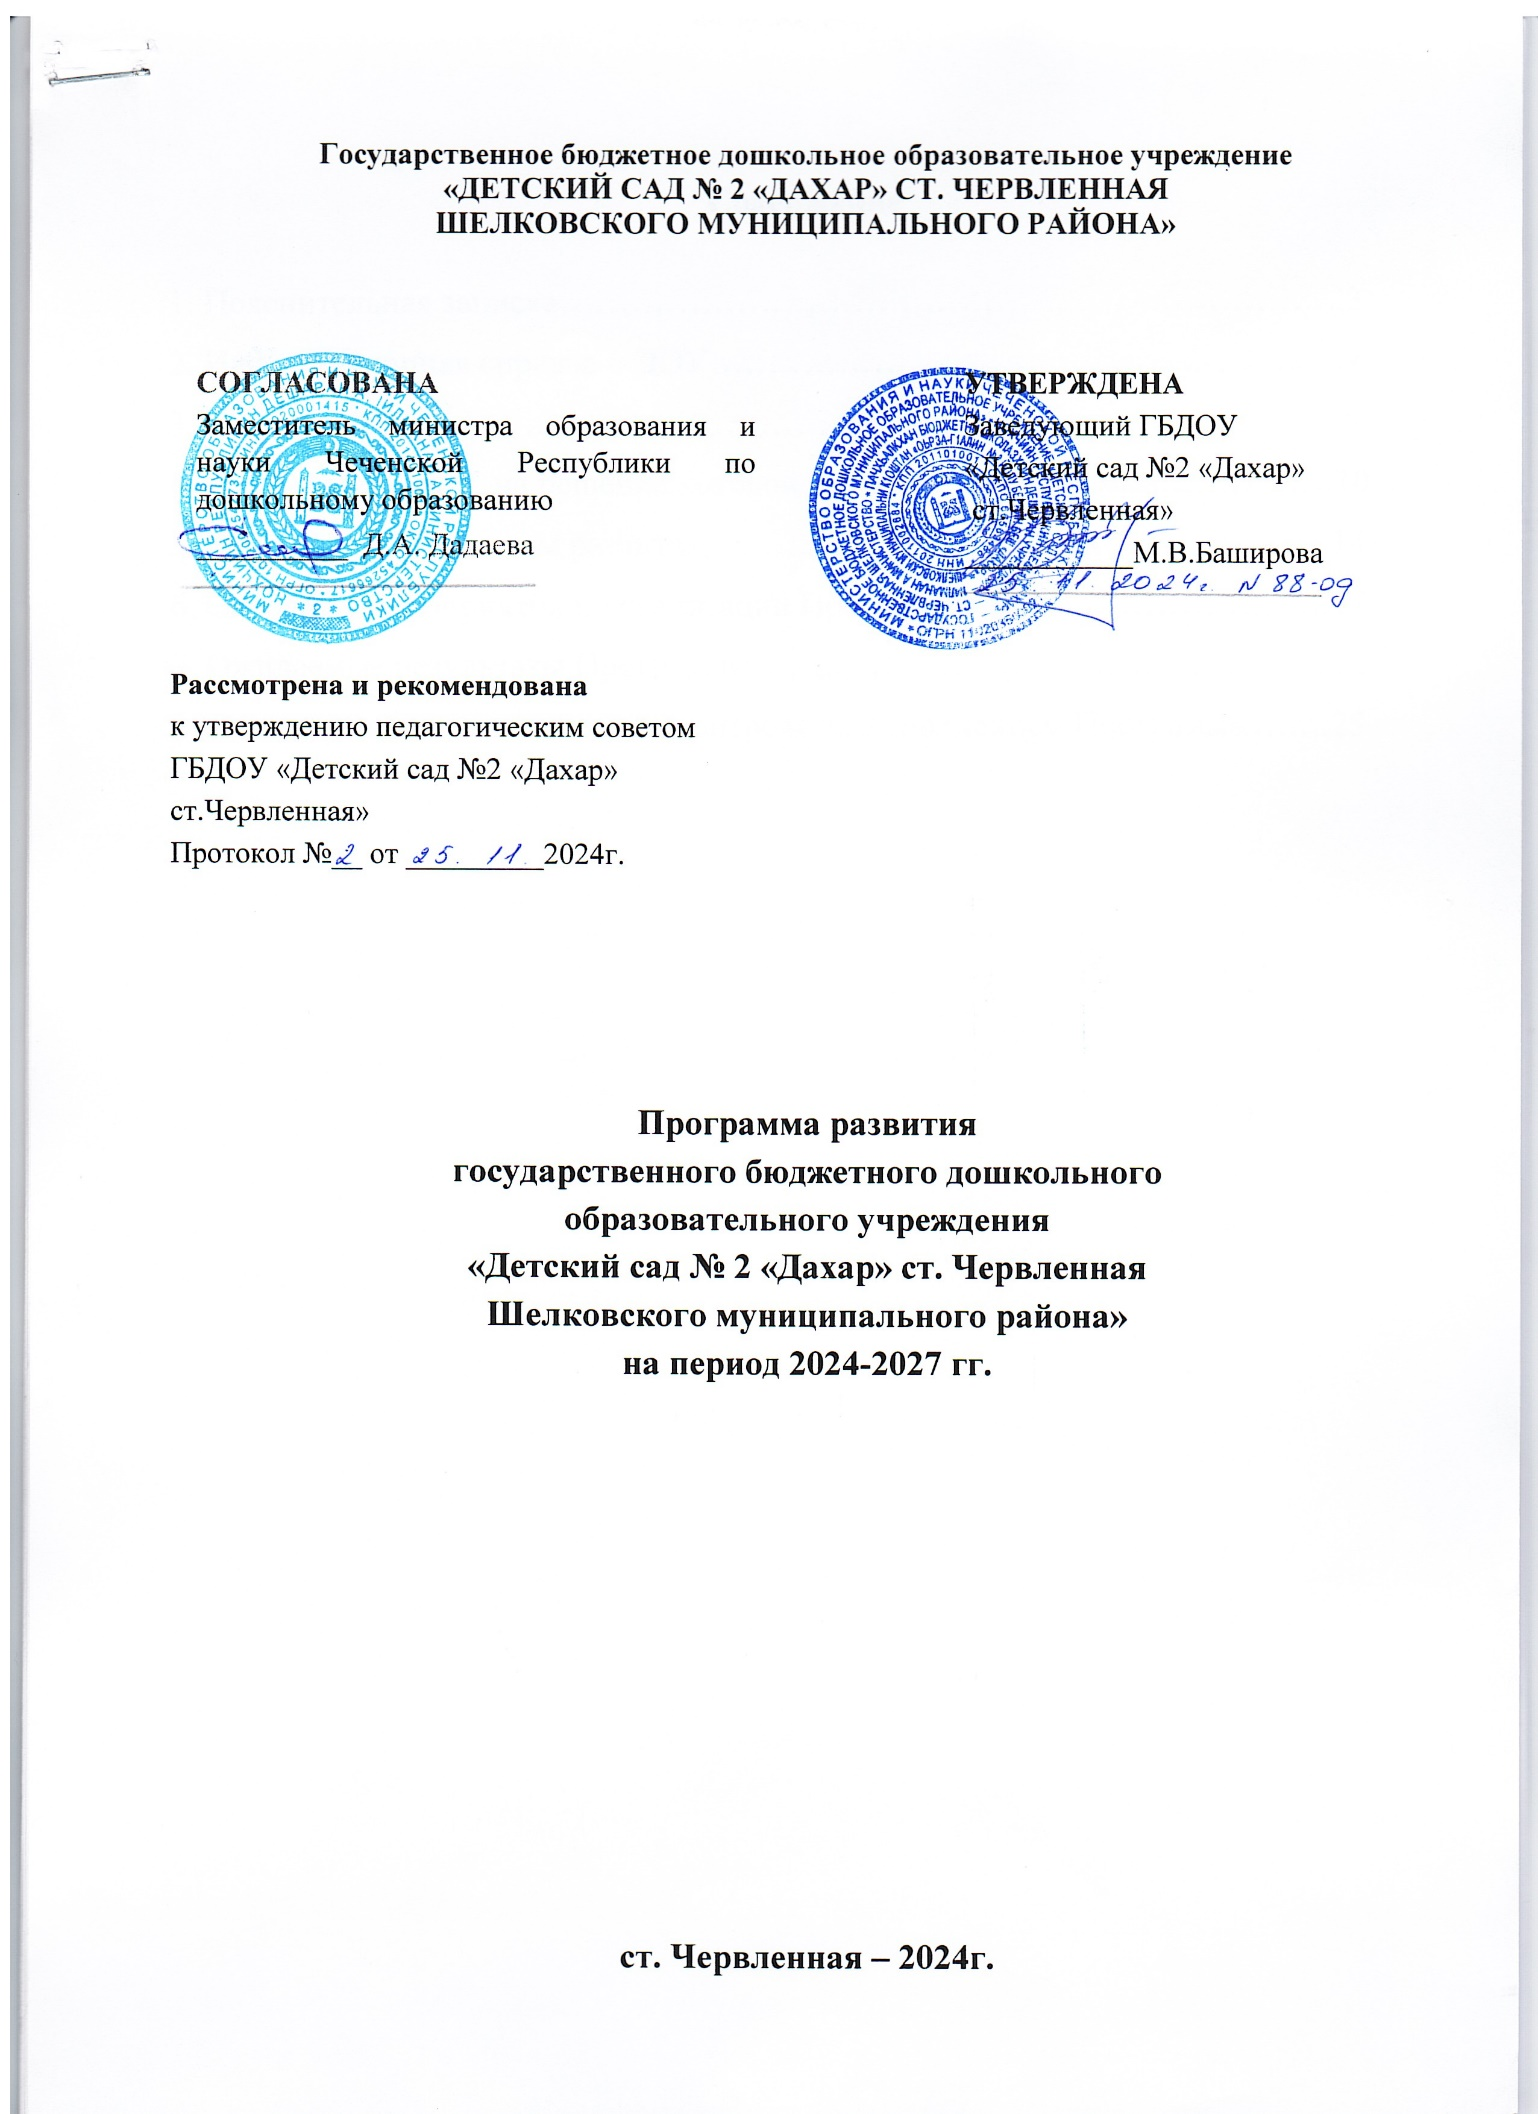 Государственное бюджетное дошкольное образовательное учреждение
«ДЕТСКИЙ САД № 2 «ДАХАР» СТ. ЧЕРВЛЕННАЯ
ШЕЛКОВСКОГО МУНИЦИПАЛЬНОГО РАЙОНА»
СОГЛАСОВАНА
Заместитель министра образования и
науки Чеченской Республики по
дошкольному образованию
Д.А. Дадаева
УТВЕРЖДЕНА
Заведующий ГБДОУ
«Детский сад №2 «Дахар»
ст.Червленная»
М.В.Баширова
11. 2024г. N 88-од
Рассмотрена и рекомендована
к утверждению педагогическим советом
ГБДОУ «Детский сад №2 «Дахар»
ст.Червленная»
Протокол № 2 от 25. 11. 2024г.
Программа развития
государственного бюджетного дошкольного
образовательного учреждения
«Детский сад № 2 «Дахар» ст. Червленная
Шелковского муниципального района»
на период 2024-2027 гг.
ст. Червленная – 2024г.